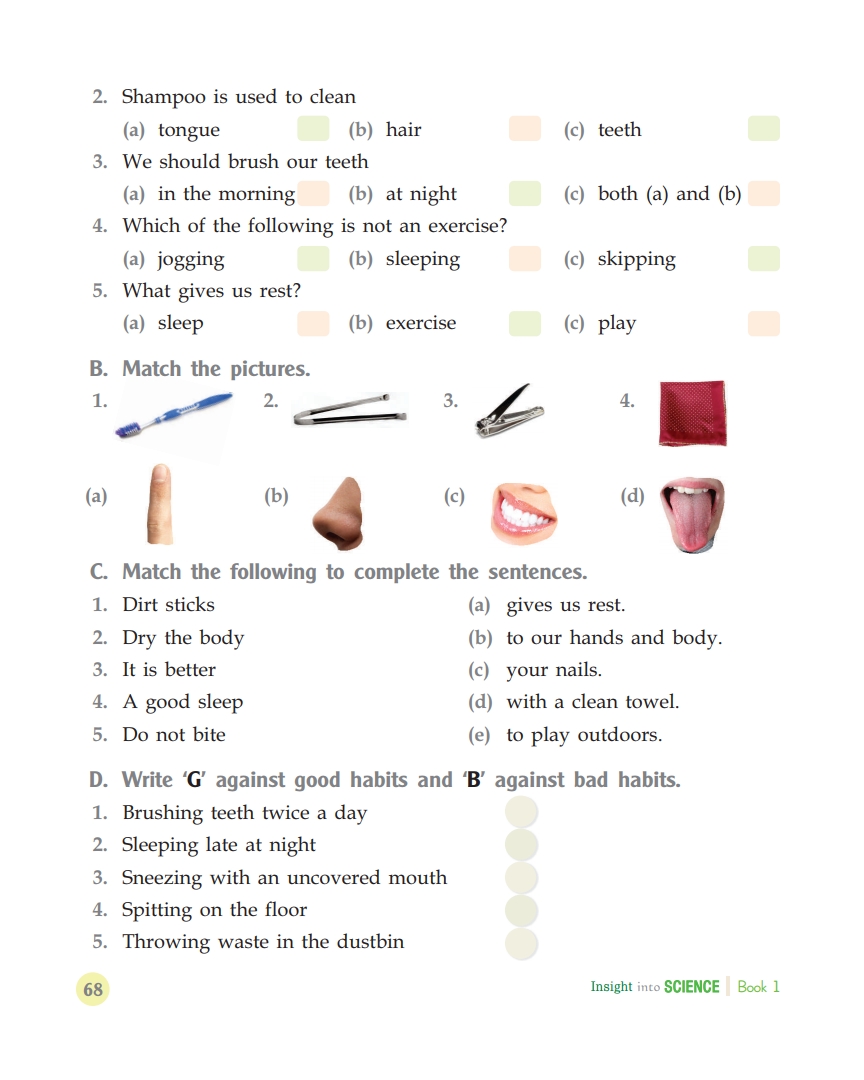 2. Shampoo is used to clean
(a) tongue (b) hair (c) teeth
3. We should brush our teeth
(a) in the morning (b) at night (c) both (a) and (b)
4. Which of the following is not an exercise?
(a) jogging (b) sleeping (c) skipping
5. What gives us rest?
(a) sleep (b) exercise (c) play
B. Match the pictures.
1. 2. 3. 4.
(a) (b) (c) (d)
C. Match the following to complete the sentences.
1. Dirt sticks (a) gives us rest.
2. Dry the body (b) to our hands and body.
3. It is better (c) your nails.
4. A good sleep (d) with a clean towel.
5. Do not bite (e) to play outdoors.
D. Write ‘G’ against good habits and ‘B’ against bad habits.
1. Brushing teeth twice a day
2. Sleeping late at night
3. Sneezing with an uncovered mouth
4. Spitting on the floor
5. Throwing waste in the dustbin
68 Insight into SCIENCE Book 1